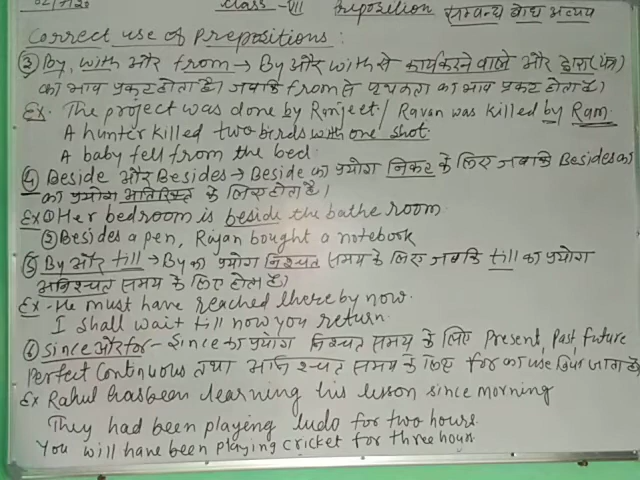 Class - VII Preposition सम्बन्ध बोध अव्यय
Correct use of Prepositions:
③ By, with और from → By और with से कार्य करने वाले और द्वारा (यंत्र)
का भाव प्रकट होता है। जबकि from से पृथकता का भाव प्रकट होता है।
Ex. The project was done by Ranjeet / Ravan was killed by Ram.
A hunter killed two birds with one shot.
A baby fell from the bed.
④ Beside और Besides → Beside का प्रयोग निकट के लिए जबकि Besides का
का प्रयोग अतिरिक्त के लिए होता है।
Ex ① Her bedroom is beside the bathe room
② Besides a pen, Rajan bought a notebook
⑤ By और till → By का प्रयोग निश्चत समय के लिए जबकि till का प्रयोग
अनिश्चत समय के लिए होता है।
Ex - He must have reached there by now.
I shall wait till now you return.
⑥ Since और for - Since का प्रयोग निश्चत समय के लिए Present, Past, future
Perfect Continuous तथा अनिश्चत समय के लिए for का use किया जाता है
Ex Rahul has been learning his lesson since morning
They had been playeng ludo for two hours.
You will have been playing cricket for three hours.